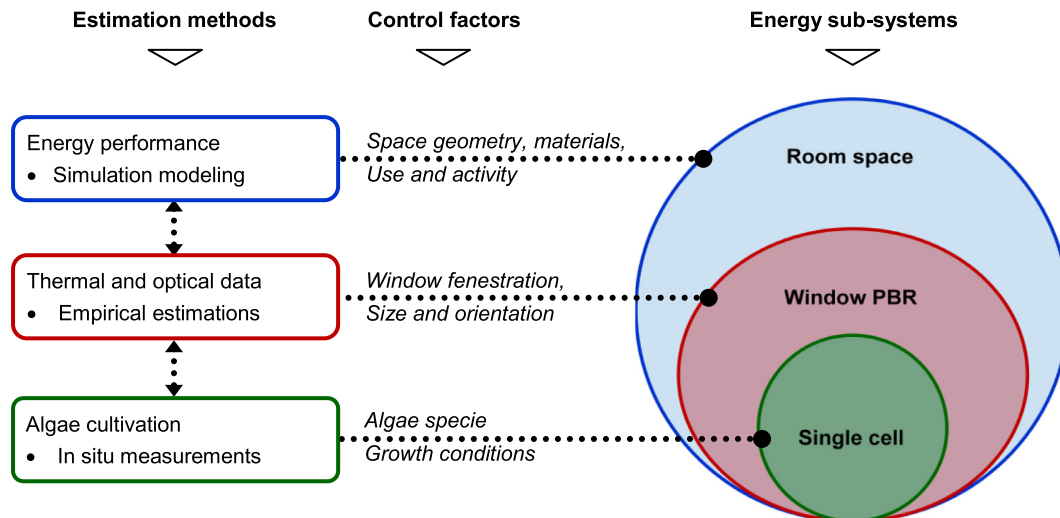 Estimation methods
Control factors
Energy sub-systems
Energy performance
• Simulation modeling
Space geometry, materials,
Use and activity
Room space
Thermal and optical data
• Empirical estimations
Window fenestration,
Size and orientation
Window PBR
Algae cultivation
• In situ measurements
Algae specie
Growth conditions
Single cell